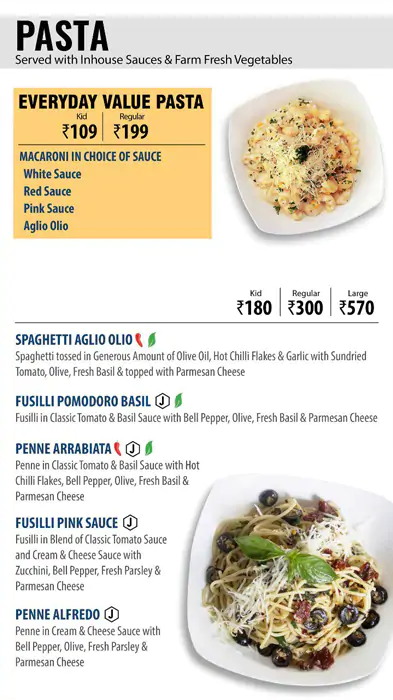 PASTA
Served with Inhouse Sauces & Farm Fresh Vegetables
EVERYDAY VALUE PASTA
Kid Regular
₹109 ₹199
MACARONI IN CHOICE OF SAUCE
White Sauce
Red Sauce
Pink Sauce
Aglio Olio
Kid Regular Large
₹180 ₹300 ₹570
SPAGHETTI AGLIO OLIO
Spaghetti tossed in Generous Amount of Olive Oil, Hot Chilli Flakes & Garlic with Sundried
Tomato, Olive, Fresh Basil & topped with Parmesan Cheese
FUSILLI POMODORO BASIL J
Fusilli in Classic Tomato & Basil Sauce with Bell Pepper, Olive, Fresh Basil & Parmesan Cheese
PENNE ARRABIATA J
Penne in Classic Tomato & Basil Sauce with Hot
Chilli Flakes, Bell Pepper, Olive, Fresh Basil &
Parmesan Cheese
FUSILLI PINK SAUCE J
Fusilli in Blend of Classic Tomato Sauce
and Cream & Cheese Sauce with
Zucchini, Bell Pepper, Fresh Parsley &
Parmesan Cheese
PENNE ALFREDO J
Penne in Cream & Cheese Sauce with
Bell Pepper, Olive, Fresh Parsley &
Parmesan Cheese